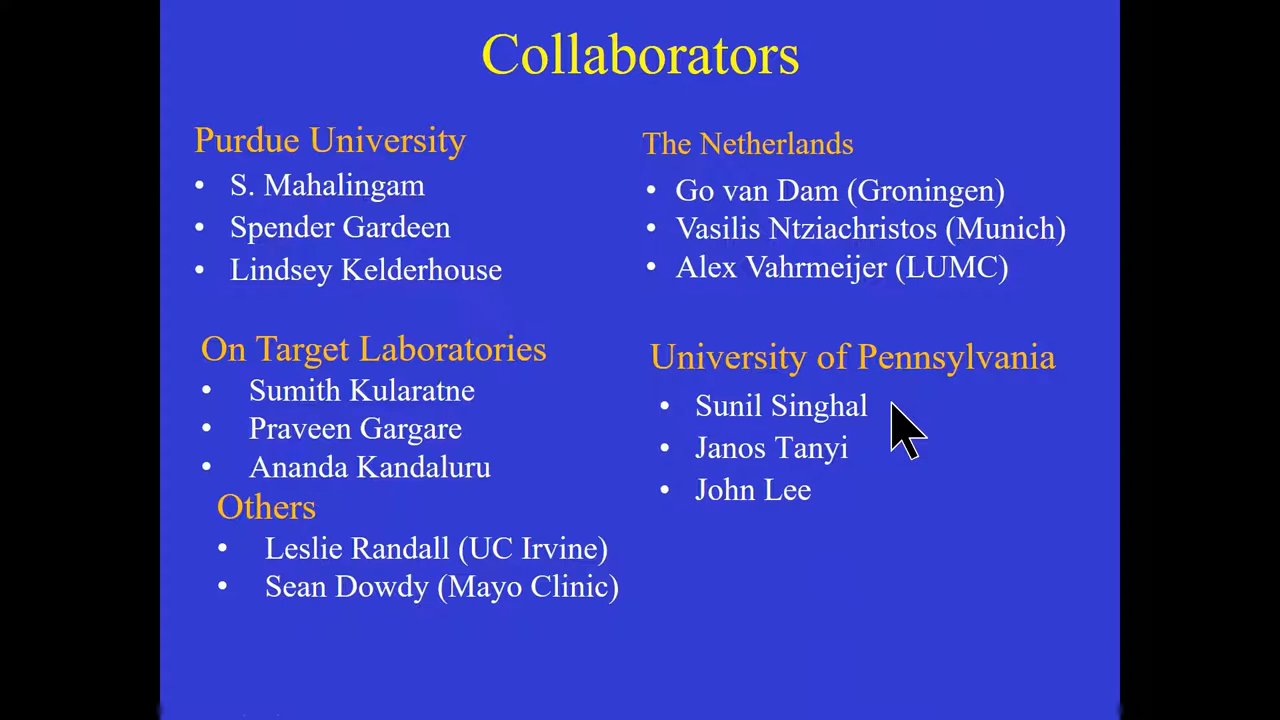 Collaborators
Purdue University
• S. Mahalingam
• Spender Gardeen
• Lindsey Kelderhouse
On Target Laboratories
• Sumith Kularatne
• Praveen Gargare
• Ananda Kandaluru
Others
• Leslie Randall (UC Irvine)
• Sean Dowdy (Mayo Clinic)
The Netherlands
• Go van Dam (Groningen)
• Vasilis Ntziachristos (Munich)
• Alex Vahrmeijer (LUMC)
University of Pennsylvania
• Sunil Singhal
• Janos Tanyi
• John Lee